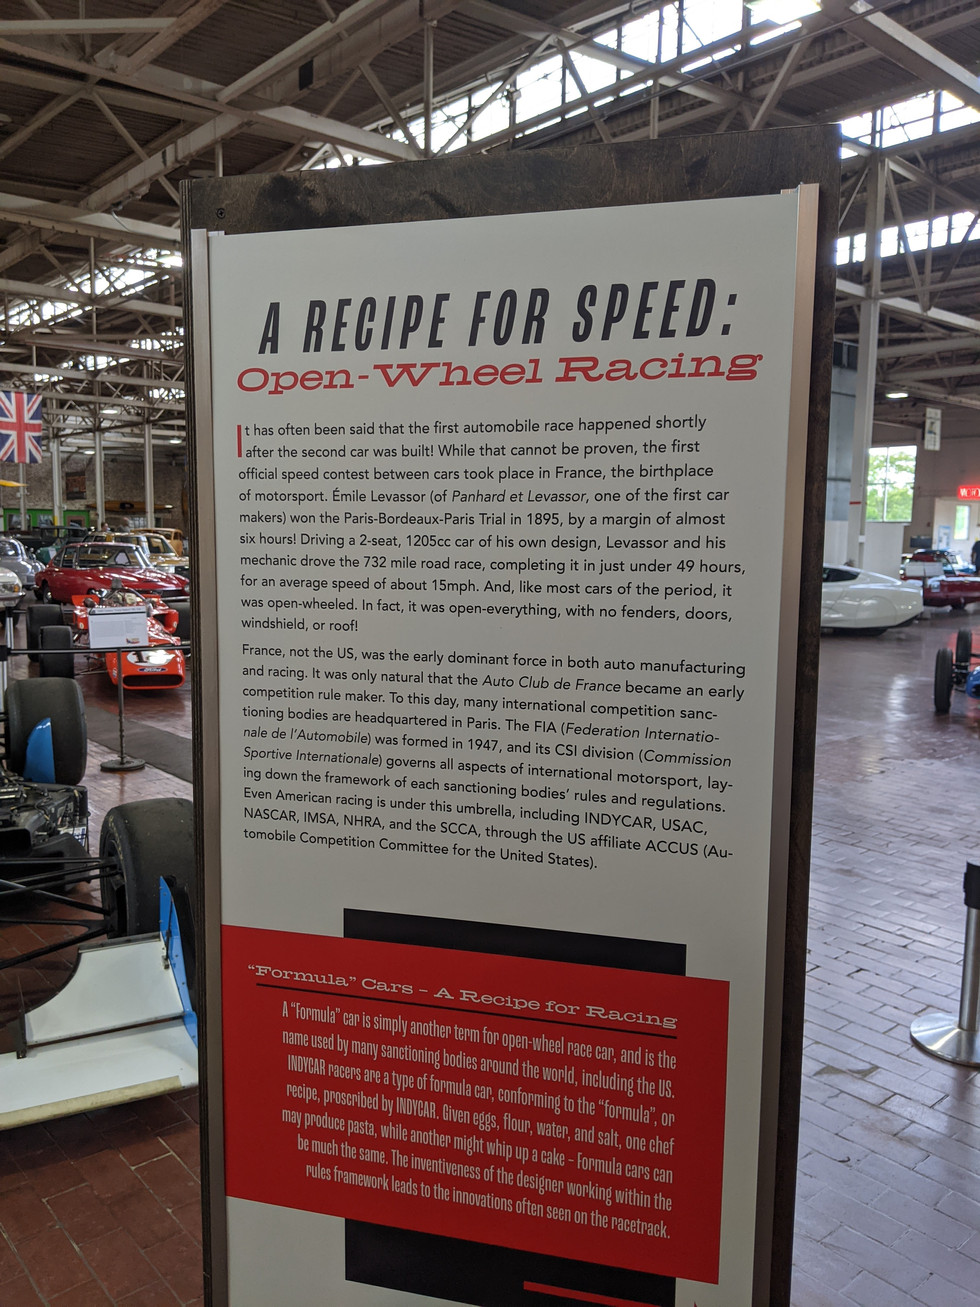 A RECIPE FOR SPEED:
Open-Wheel Racing
It has often been said that the first automobile race happened shortly
after the second car was built! While that cannot be proven, the first
official speed contest between cars took place in France, the birthplace
of motorsport. Émile Levassor (of Panhard et Levassor, one of the first car
makers) won the Paris-Bordeaux-Paris Trial in 1895, by a margin of almost
six hours! Driving a 2-seat, 1205cc car of his own design, Levassor and his
mechanic drove the 732 mile road race, completing it in just under 49 hours,
for an average speed of about 15mph. And, like most cars of the period, it
was open-wheeled. In fact, it was open-everything, with no fenders, doors,
windshield, or roof!
France, not the US, was the early dominant force in both auto manufacturing
and racing. It was only natural that the Auto Club de France became an early
competition rule maker. To this day, many international competition sanc-
tioning bodies are headquartered in Paris. The FIA (Federation Internatio-
nale de l'Automobile) was formed in 1947, and its CSI division (Commission
Sportive Internationale) governs all aspects of international motorsport, lay-
ing down the framework of each sanctioning bodies' rules and regulations.
Even American racing is under this umbrella, including INDYCAR, USAC,
NASCAR, IMSA, NHRA, and the SCCA, through the US affiliate ACCUS (Au-
tomobile Competition Committee for the United States).
"Formula" Cars - A Recipe for Racing
A "Formula" car is simply another term for open-wheel race car, and is the
name used by many sanctioning bodies around the world, including the US.
INDYCAR racers are a type of formula car, conforming to the "formula", or
recipe, proscribed by INDYCAR. Given eggs, flour, water, and salt, one chef
may produce pasta, while another might whip up a cake - Formula cars can
be much the same. The inventiveness of the designer working within the
rules framework leads to the innovations often seen on the racetrack.